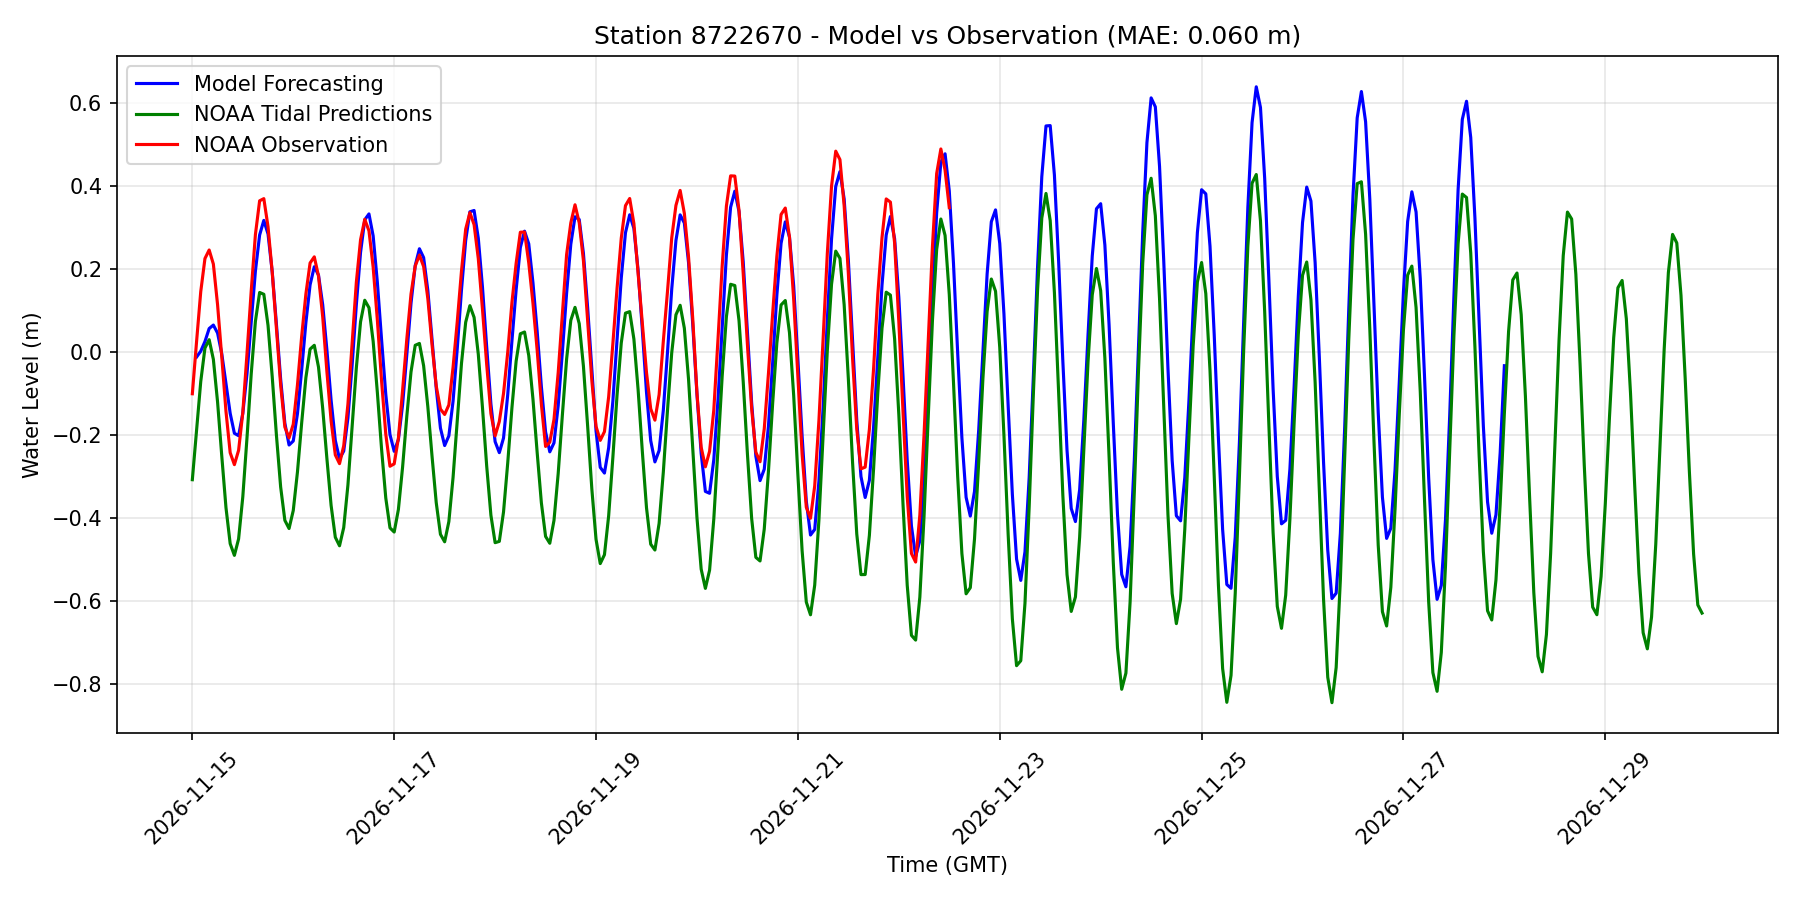 Station 8722670 - Model vs Observation (MAE: 0.060 m)
Model Forecasting
NOAA Tidal Predictions
NOAA Observation
Water Level (m)
0.6
0.4
0.2
0.0
−0.2
−0.4
−0.6
−0.8
2026-11-15
2026-11-17
2026-11-19
2026-11-21
2026-11-23
2026-11-25
2026-11-27
2026-11-29
Time (GMT)